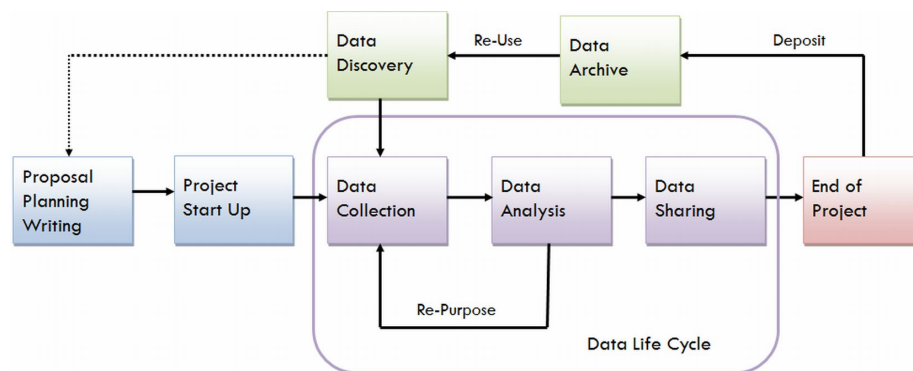 Data
Discovery
Re-Use
Data
Archive
Deposit
Proposal
Planning
Writing
Project
Start Up
Data
Collection
Data
Analysis
Data
Sharing
End of
Project
Re-Purpose
Data Life Cycle